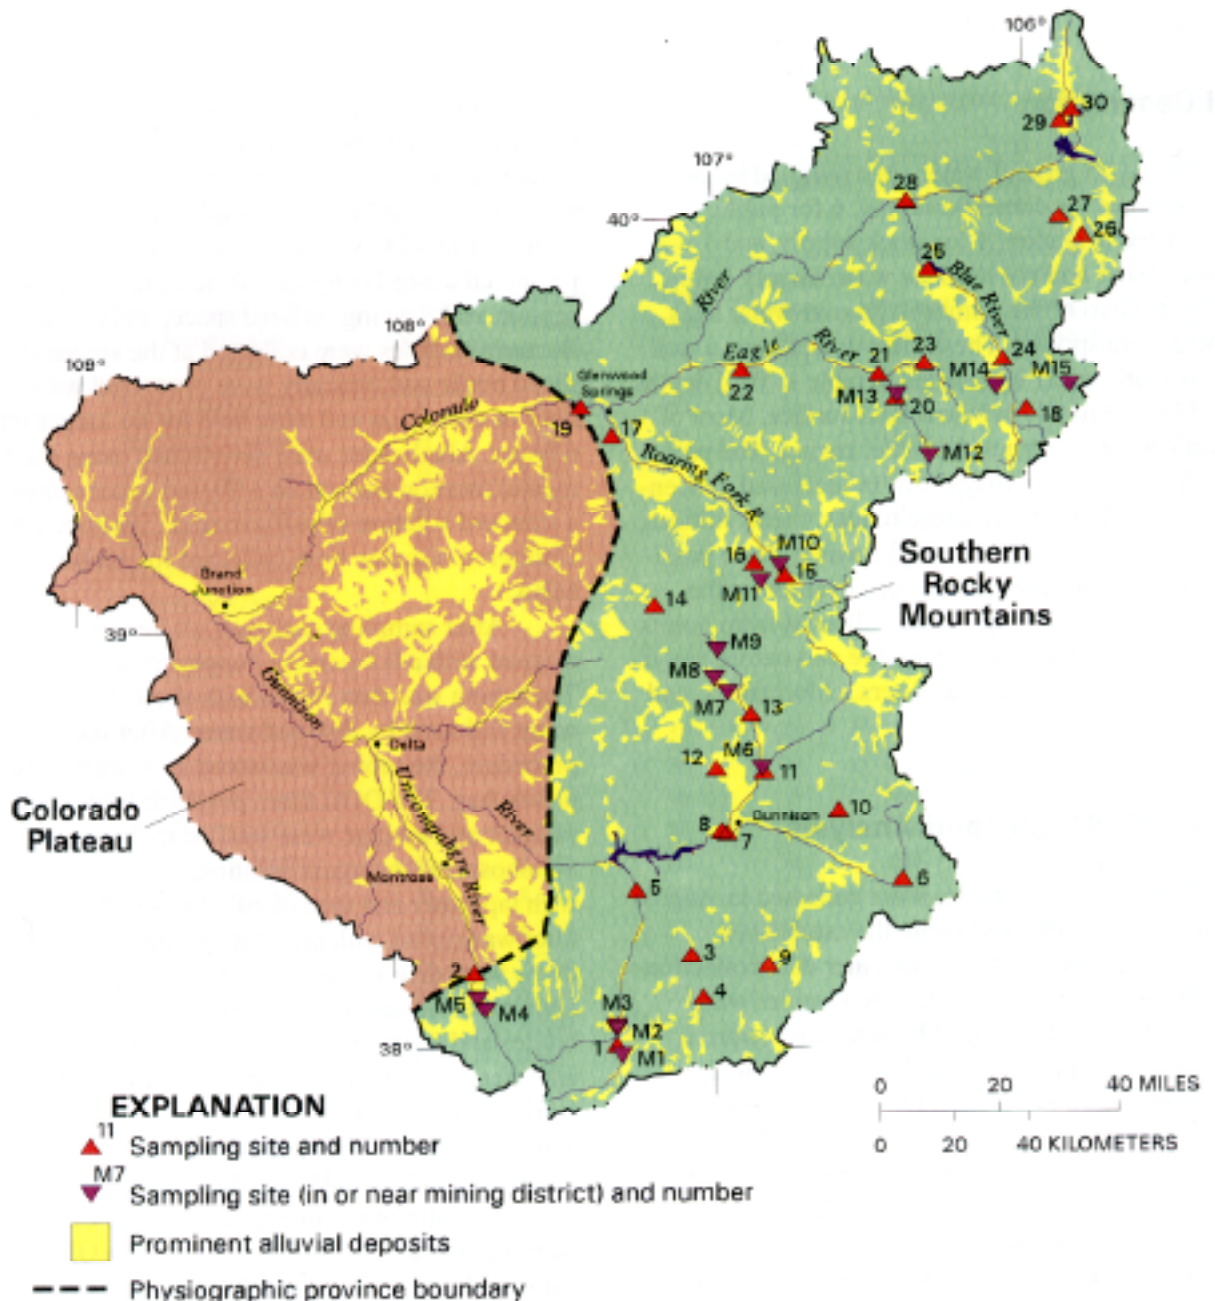 106°
30
29
107°
28
40°
27
26
25
Blue River
River
108°
Eagle
River
21
23
24
109°
Glenwood
Springs
22
M14
M15
M13
20
18
Colorado
19
17
M12
Roaring Fork R
M10
16
15
M11
Southern
Rocky
Mountains
Grand
Junction
14
39°
M9
M8
M7
Gunnison
13
Delta
M6
12
11
Colorado
Plateau
Uncompahgre River
River
10
Gunnison
8
7
Montrose
6
5
3
9
2
4
M5
M4
M3
M2
38°
1
M1
0 20 40 MILES
0 20 40 KILOMETERS
EXPLANATION
11 Sampling site and number
M7 Sampling site (in or near mining district) and number
Prominent alluvial deposits
Physiographic province boundary